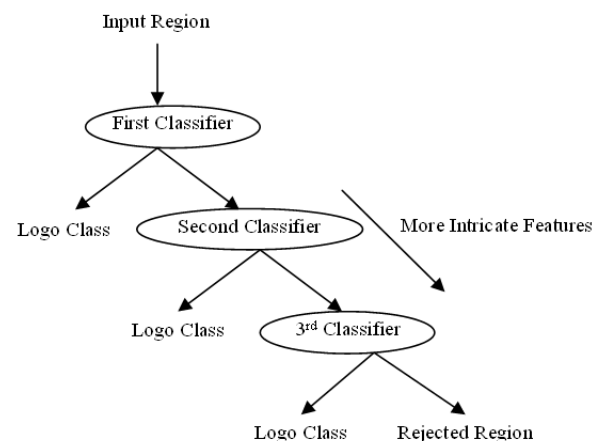 Input Region
First Classifier
Logo Class
Second Classifier
More Intricate Features
Logo Class
3rd Classifier
Logo Class
Rejected Region